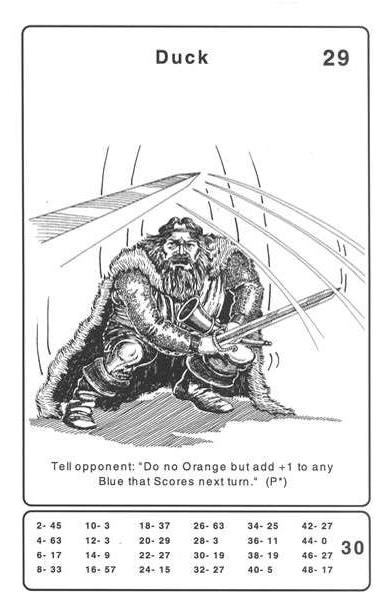 Duck 29
Tell opponent: "Do no Orange but add +1 to any
Blue that Scores next turn." (P*)
2- 45 10- 3 18- 37 26- 63 34- 25 42- 27
4- 63 12- 3 20- 29 28- 3 36- 11 44- 0
6- 17 14- 9 22- 27 30- 19 38- 19 46- 27
8- 33 16- 57 24- 15 32- 27 40- 5 48- 17
30